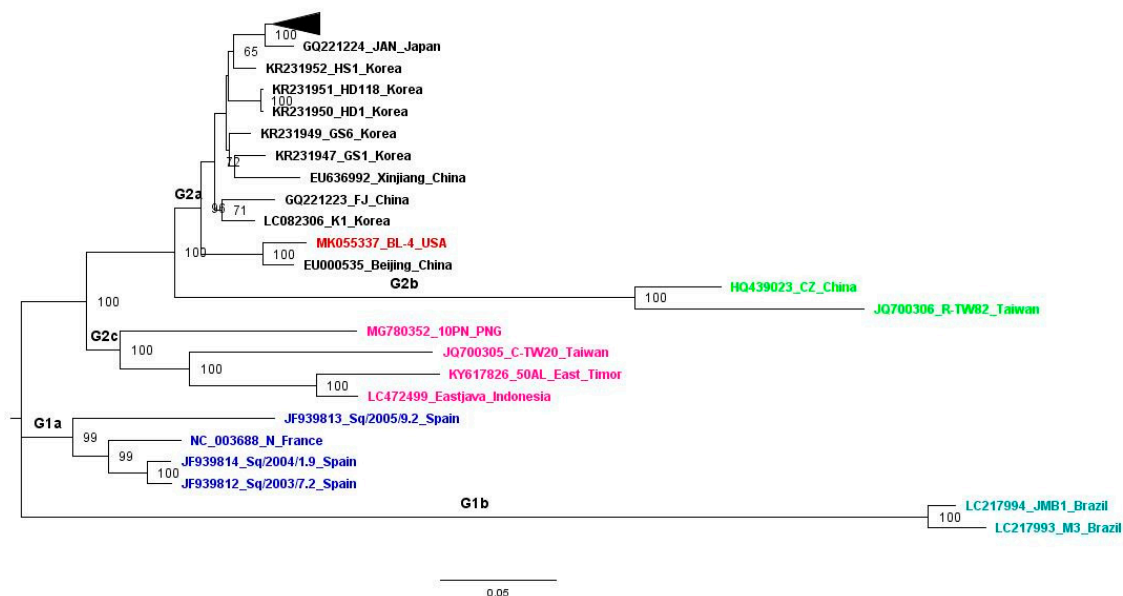 100
GQ221224_JAN_Japan
65
KR231952_HS1_Korea
KR231951_HD118_Korea
100
KR231950_HD1_Korea
KR231949_GS6_Korea
KR231947_GS1_Korea
72
EU636992_Xinjiang_China
G2a
GQ221223_FJ_China
96
71
LC082306_K1_Korea
MK055337_BL-4_USA
100
100
EU000535_Beijing_China
G2b
HQ439023_CZ_China
100
100
JQ700306_R-TW82_Taiwan
G2c
MG780352_10PN_PNG
100
JQ700305_C-TW20_Taiwan
100
KY617826_50AL_East_Timor
100
LC472499_Eastjava_Indonesia
G1a
JF939813_Sq/2005/9.2_Spain
99
NC_003688_N_France
99
JF939814_Sq/2004/1.9_Spain
100
JF939812_Sq/2003/7.2_Spain
G1b
LC217994_JMB1_Brazil
100
LC217993_M3_Brazil
0.05